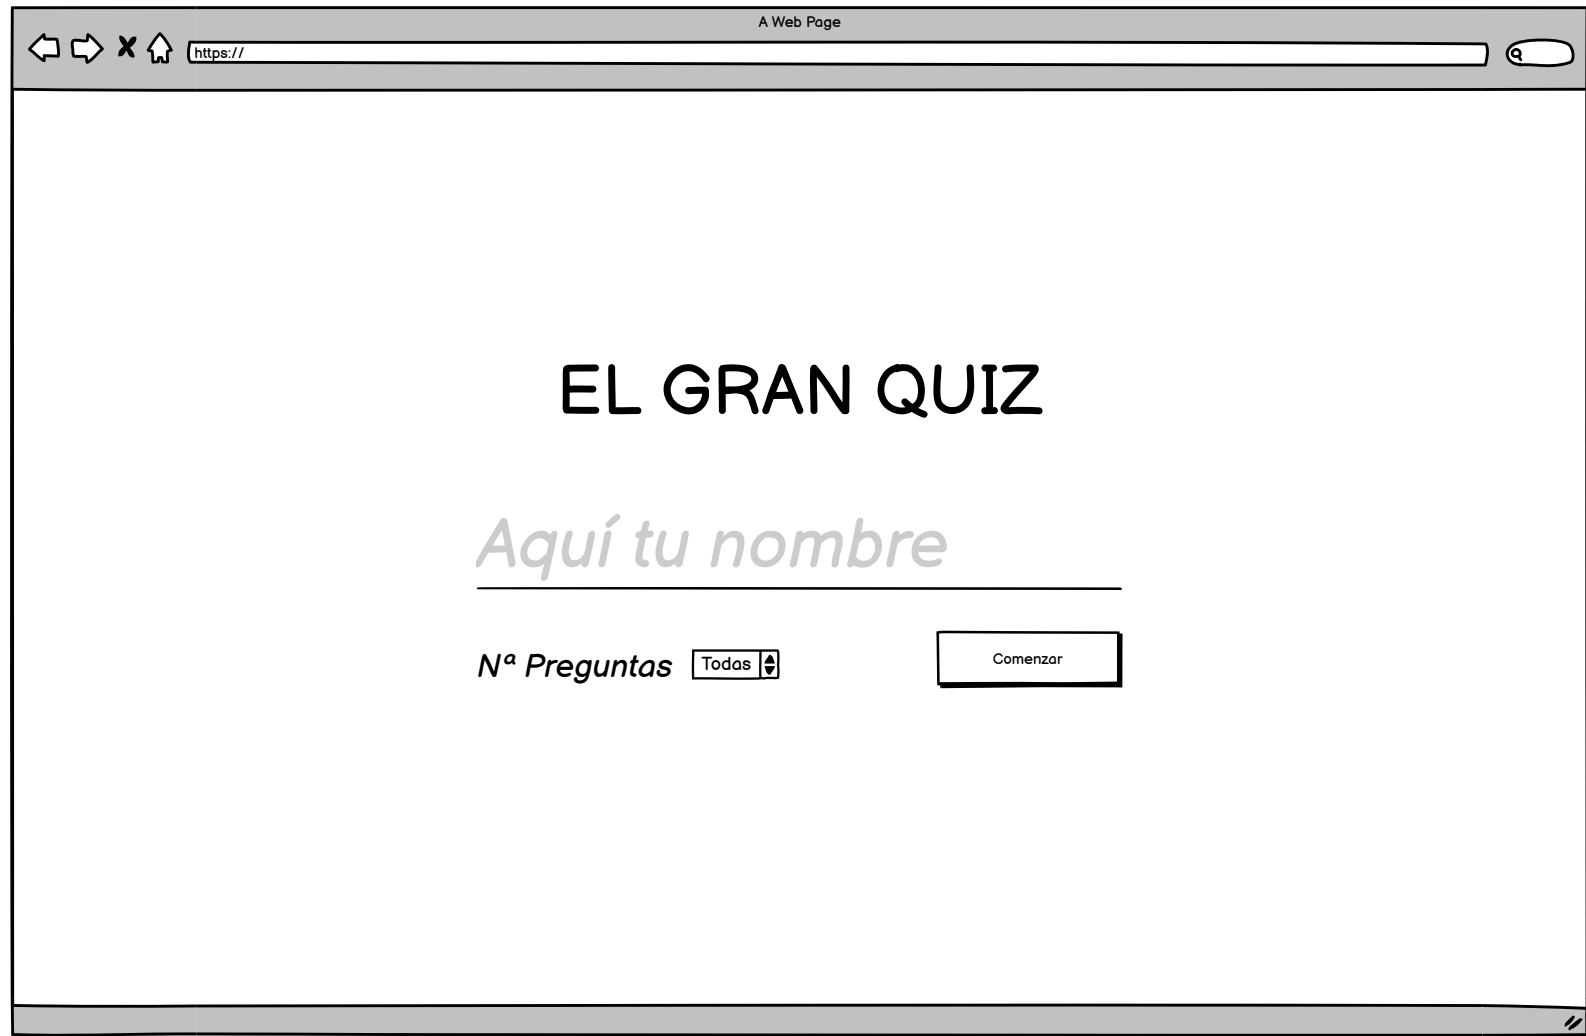 A Web Page
https://
EL GRAN QUIZ
Aquí tu nombre
Nª Preguntas
Todas
Comenzar